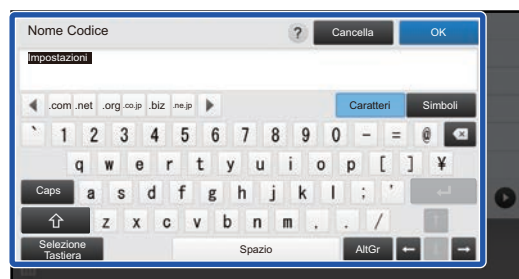 Nome Codice ? Cancella OK
Impostazioni
.com .net .org .co.jp .biz .ne.jp Caratteri Simboli
` 1 2 3 4 5 6 7 8 9 0 - = @
q w e r t y u i o p [ ] ¥
Caps a s d f g h j k l ; '
z x c v b n m , . /
Selezione
Tastiera Spazio AltGr